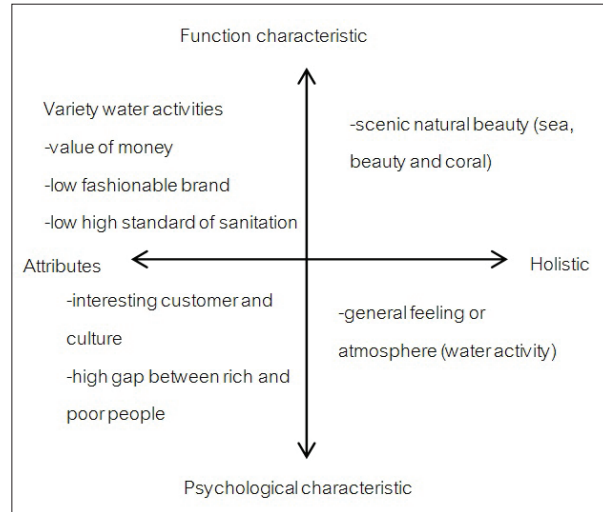 Function characteristic
Variety water activities
-value of money
-low fashionable brand
-low high standard of sanitation
-scenic natural beauty (sea,
beauty and coral)
Attributes
Holistic
-interesting customer and
culture
-high gap between rich and
poor people
-general feeling or
atmosphere (water activity)
Psychological characteristic